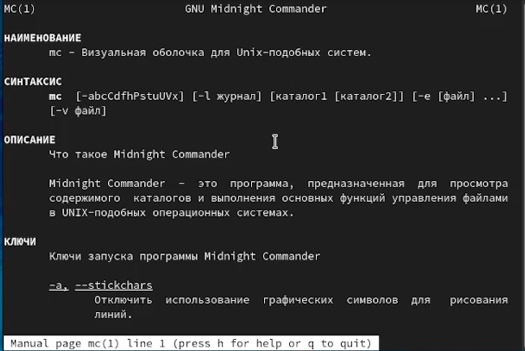 MC(1) GNU Midnight Commander MC(1)
НАИМЕНОВАНИЕ
mc - Визуальная оболочка для Unix-подобных систем.
СИНТАКСИС
mc [-abcCdfhPstuUVx] [-l журнал] [каталог1 [каталог2]] [-e [файл] ...]
[-v файл]
ОПИСАНИЕ
Что такое Midnight Commander
Midnight Commander - это программа, предназначенная для просмотра
содержимого каталогов и выполнения основных функций управления файлами
в UNIX-подобных операционных системах.
КЛЮЧИ
Ключи запуска программы Midnight Commander
-a, --stickchars
Отключить использование графических символов для рисования
линий.
Manual page mc(1) line 1 (press h for help or q to quit)